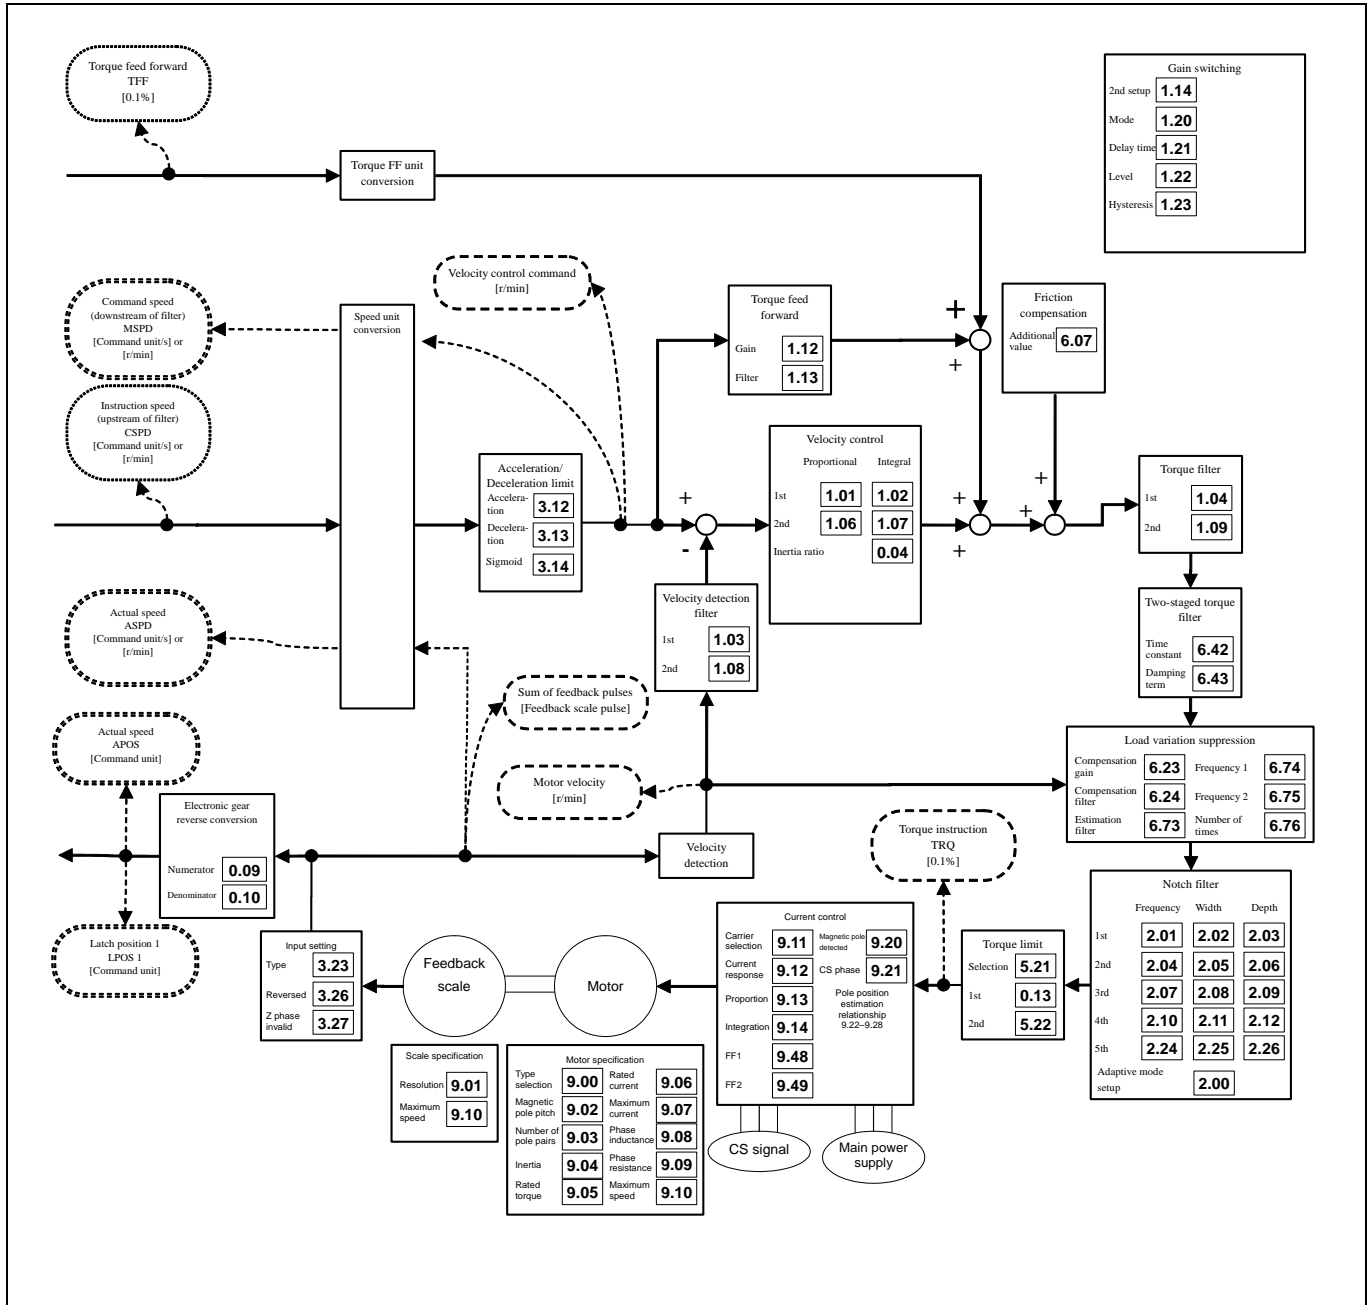 Torque feed forward
TFF
[0.1%]
Torque FF unit
conversion
Gain switching
2nd setup 1.14
Mode 1.20
Delay time 1.21
Level 1.22
Hysteresis 1.23
Velocity control command
[r/min]
Command speed
(downstream of filter)
MSPD
[Command unit/s] or
[r/min]
Instruction speed
(upstream of filter)
CSPD
[Command unit/s] or
[r/min]
Speed unit
conversion
Torque feed
forward
Gain 1.12
Filter 1.13
+
+
Friction
compensation
Additional
value 6.07
Acceleration/
Deceleration limit
Accelera-
tion 3.12
Decelera-
tion 3.13
Sigmoid 3.14
+
-
Velocity control
Proportional Integral
1st 1.01 1.02
2nd 1.06 1.07
Inertia ratio 0.04
+
+
+
+
Torque filter
1st 1.04
2nd 1.09
Velocity detection
filter
1st 1.03
2nd 1.08
Two-staged torque
filter
Time
constant 6.42
Damping
term 6.43
Actual speed
ASPD
[Command unit/s] or
[r/min]
Sum of feedback pulses
[Feedback scale pulse]
Motor velocity
[r/min]
Load variation suppression
Compensation
gain 6.23 Frequency 1 6.74
Compensation
filter 6.24 Frequency 2 6.75
Estimation
filter 6.73 Number of
times 6.76
Actual speed
APOS
[Command unit]
Electronic gear
reverse conversion
Numerator 0.09
Denominator 0.10
Velocity
detection
Torque instruction
TRQ
[0.1%]
Latch position 1
LPOS 1
[Command unit]
Input setting
Type 3.23
Reversed 3.26
Z phase
invalid 3.27
Feedback
scale
Motor
Current control
Carrier
selection 9.11 Magnetic pole
detected 9.20
Current
response 9.12 CS phase 9.21
Proportion 9.13
Pole position
estimation
relationship
9.22–9.28
Integration 9.14
FF1 9.48
FF2 9.49
Torque limit
Selection 5.21
1st 0.13
2nd 5.22
Notch filter
Frequency Width Depth
1st 2.01 2.02 2.03
2nd 2.04 2.05 2.06
3rd 2.07 2.08 2.09
4th 2.10 2.11 2.12
5th 2.24 2.25 2.26
Adaptive mode
setup 2.00
Scale specification
Resolution 9.01
Maximum
speed 9.10
Motor specification
Type
selection 9.00 Rated
current 9.06
Magnetic
pole pitch 9.02 Maximum
current 9.07
Number of
pole pairs 9.03 Phase
inductance 9.08
Inertia 9.04 Phase
resistance 9.09
Rated
torque 9.05 Maximum
speed 9.10
CS signal
Main power
supply